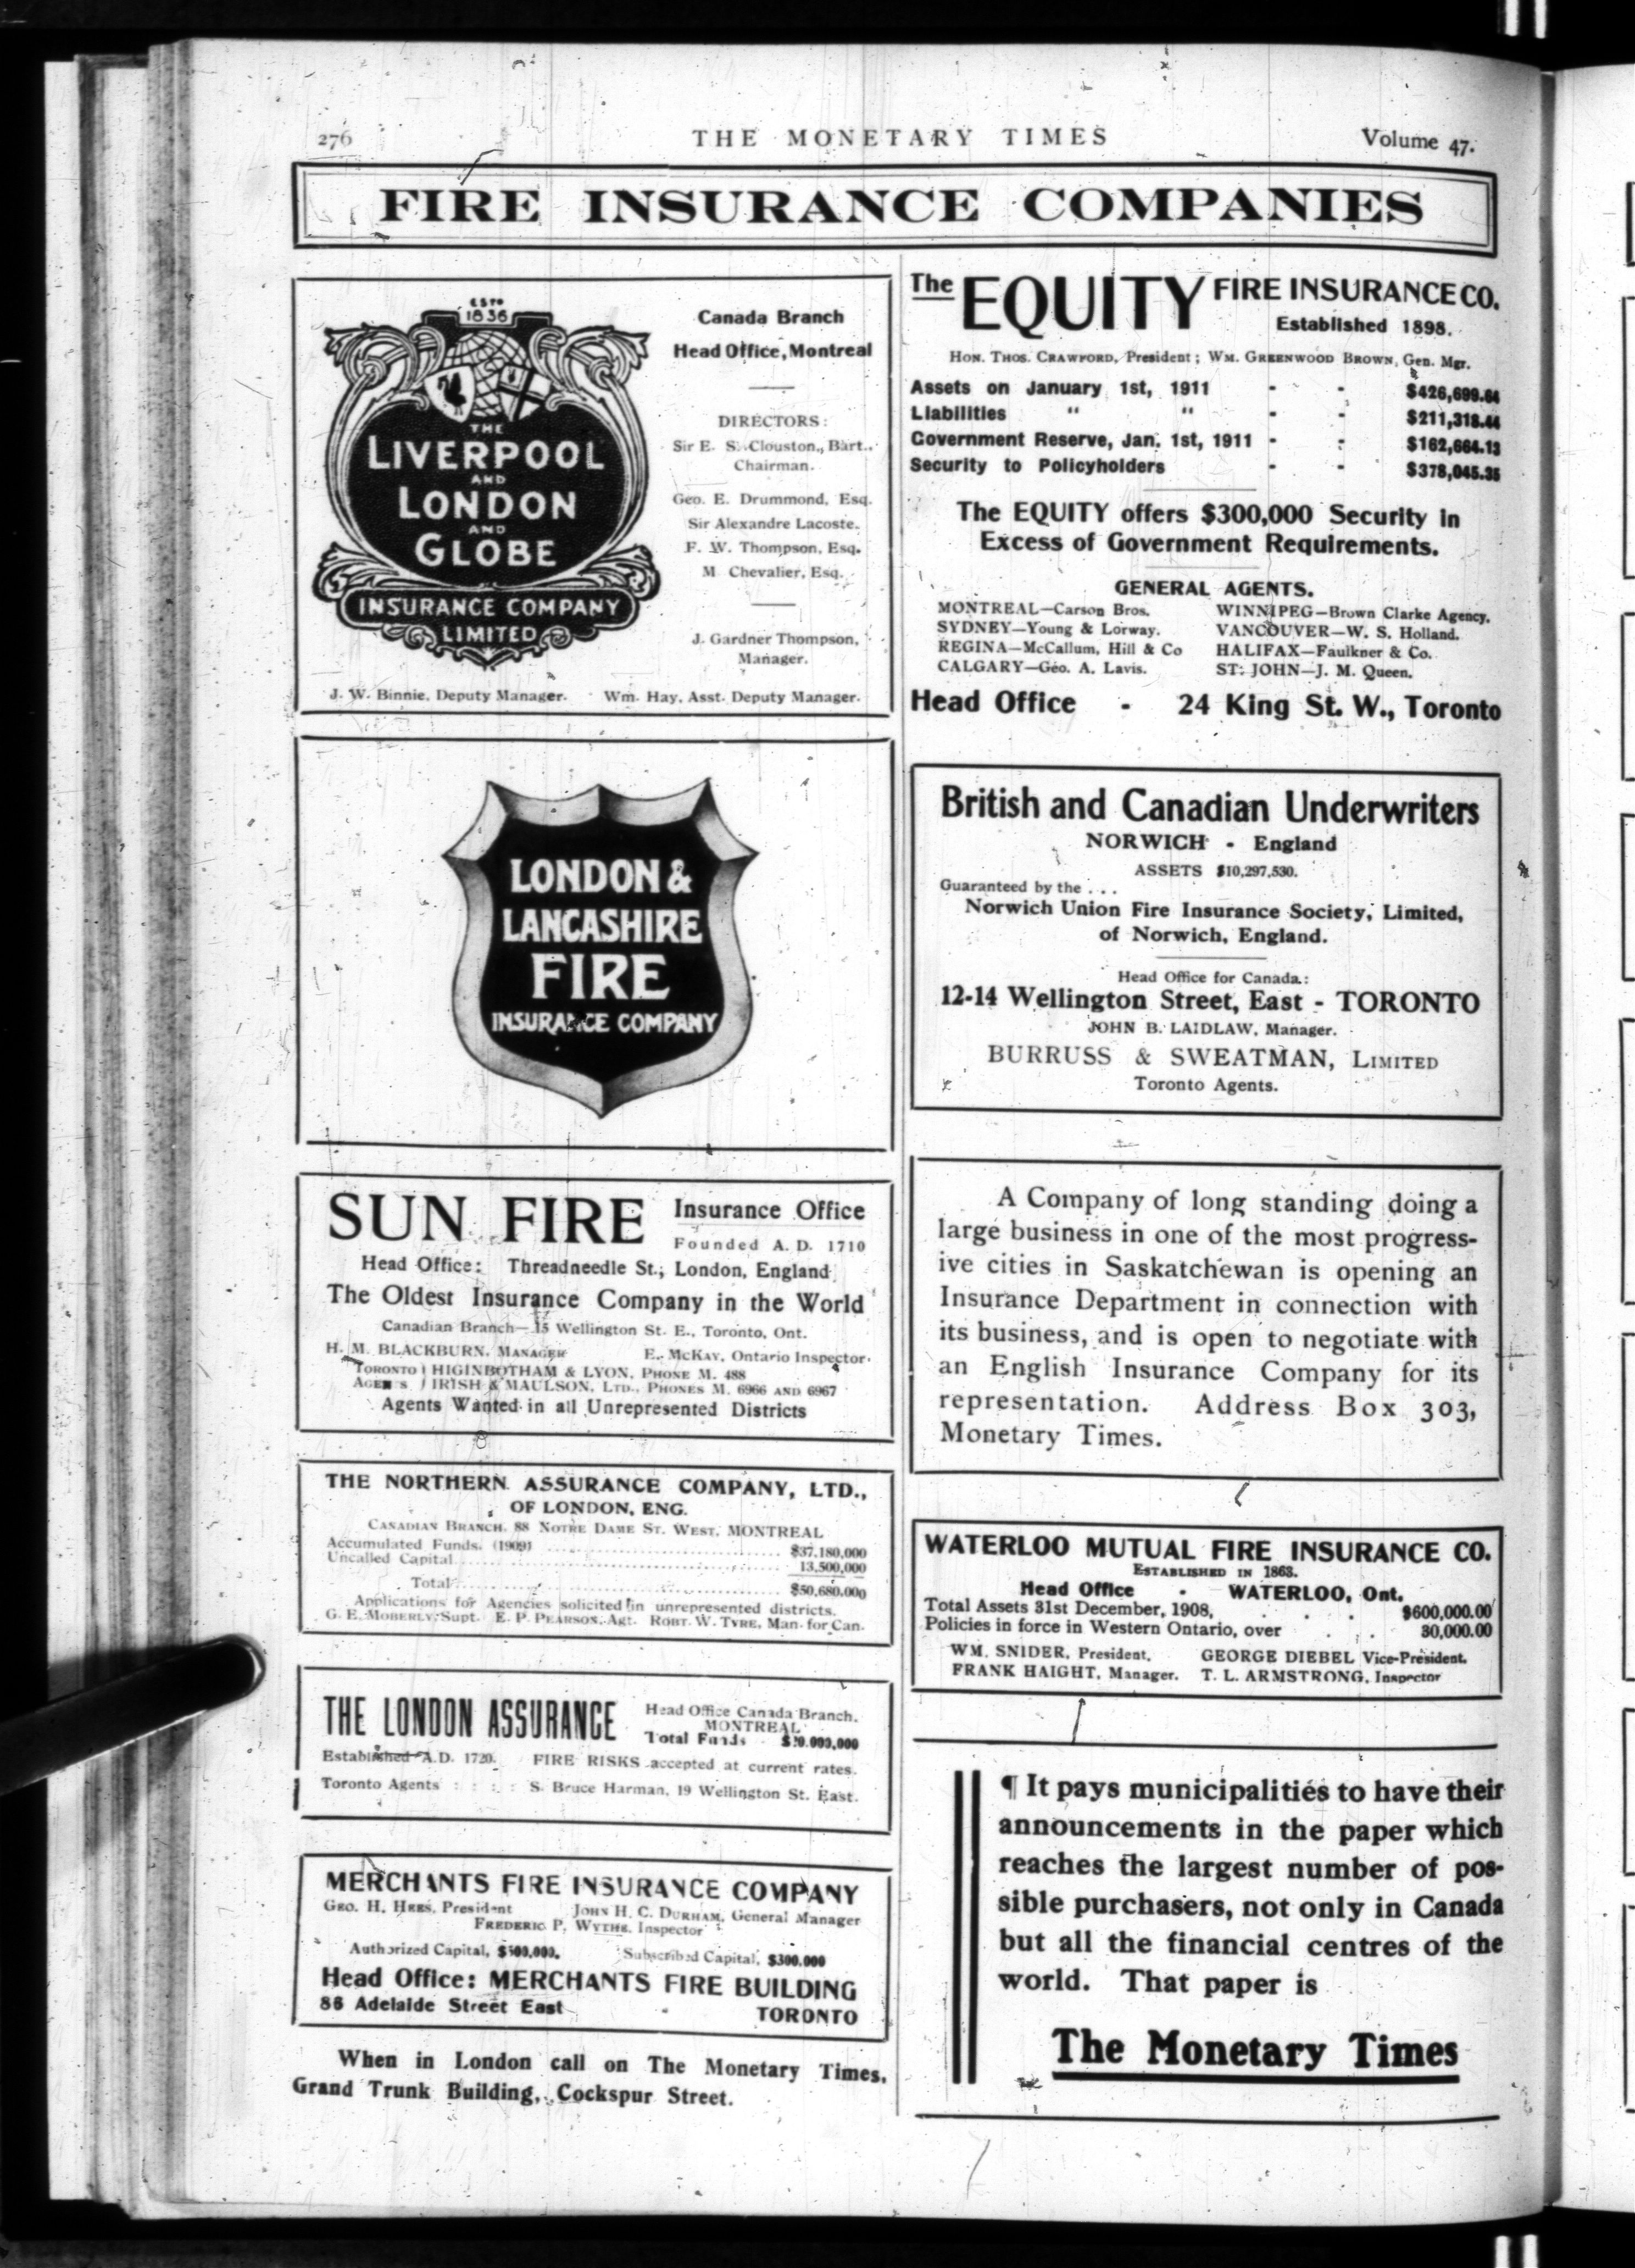 276
THE MONETARY TIMES
Volume 47.
FIRE INSURANCE COMPANIES
ESTD
1836
THE
LIVERPOOL
AND
LONDON
AND
GLOBE
INSURANCE COMPANY
LIMITED
Canada Branch
Head Office, Montreal
DIRECTORS:
Sir E. S. Clouston, Bart.,
Chairman.
Geo. E. Drummond, Esq.
Sir Alexandre Lacoste.
F. W. Thompson, Esq.
M. Chevalier, Esq.
J. Gardner Thompson,
Manager.
J. W. Binnie, Deputy Manager. Wm. Hay, Asst. Deputy Manager.
LONDON &
LANCASHIRE
FIRE
INSURANCE COMPANY
SUN FIRE Insurance Office
Founded A. D. 1710
Head Office: Threadneedle St., London, England
The Oldest Insurance Company in the World
Canadian Branch—15 Wellington St. E., Toronto, Ont.
H. M. BLACKBURN, MANAGER E. McKAY, Ontario Inspector.
TORONTO } HIGINBOTHAM & LYON, PHONE M. 488
AGENTS } IRISH & MAULSON, LTD., PHONES M. 6966 AND 6967
Agents Wanted in all Unrepresented Districts
THE NORTHERN ASSURANCE COMPANY, LTD.,
OF LONDON, ENG.
CANADIAN BRANCH, 88 NOTRE DAME ST. WEST, MONTREAL
Accumulated Funds, (1909) $37,180,000
Uncalled Capital 13,500,000
Total $50,680,000
Applications for Agencies solicited in unrepresented districts.
G. E. MOBERLY, Supt. E. P. PEARSON, Agt. ROBT. W. TYRE, Man. for Can.
THE LONDON ASSURANCE
Head Office Canada Branch,
MONTREAL
Total Funds - $20,000,000
Established A.D. 1720. FIRE RISKS accepted at current rates.
Toronto Agents : : : : S. Bruce Harman, 19 Wellington St. East.
MERCHANTS FIRE INSURANCE COMPANY
GEO. H. HEES, President JOHN H. C. DURHAM, General Manager
FREDERIC P. WYTHE, Inspector
Authorized Capital, $500,000. Subscribed Capital, $300,000
Head Office: MERCHANTS FIRE BUILDING
86 Adelaide Street East TORONTO
When in London call on The Monetary Times,
Grand Trunk Building, Cockspur Street.
The EQUITY FIRE INSURANCE CO.
Established 1898.
HON. THOS. CRAWFORD, President; WM. GREENWOOD BROWN, Gen. Mgr.
Assets on January 1st, 1911 - - $426,699.64
Liabilities " " - - $211,318.44
Government Reserve, Jan. 1st, 1911 - - $162,664.13
Security to Policyholders - - $378,045.35
The EQUITY offers $300,000 Security in
Excess of Government Requirements.
GENERAL AGENTS.
MONTREAL—Carson Bros. WINNIPEG—Brown Clarke Agency.
SYDNEY—Young & Lorway. VANCOUVER—W. S. Holland.
REGINA—McCallum, Hill & Co HALIFAX—Faulkner & Co.
CALGARY—Geo. A. Lavis. ST. JOHN—J. M. Queen.
Head Office - 24 King St. W., Toronto
British and Canadian Underwriters
NORWICH - England
ASSETS $10,297,530.
Guaranteed by the . . .
Norwich Union Fire Insurance Society, Limited,
of Norwich, England.
Head Office for Canada:
12-14 Wellington Street, East - TORONTO
JOHN B. LAIDLAW, Manager.
BURRUSS & SWEATMAN, LIMITED
Toronto Agents.
A Company of long standing doing a
large business in one of the most progress-
ive cities in Saskatchewan is opening an
Insurance Department in connection with
its business, and is open to negotiate with
an English Insurance Company for its
representation. Address Box 303,
Monetary Times.
WATERLOO MUTUAL FIRE INSURANCE CO.
ESTABLISHED IN 1863.
Head Office - WATERLOO, Ont.
Total Assets 31st December, 1908, $600,000.00
Policies in force in Western Ontario, over 30,000.00
WM. SNIDER, President, GEORGE DIEBEL Vice-President.
FRANK HAIGHT, Manager. T. L. ARMSTRONG, Inspector
¶ It pays municipalities to have their
announcements in the paper which
reaches the largest number of pos-
sible purchasers, not only in Canada
but all the financial centres of the
world. That paper is
The Monetary Times